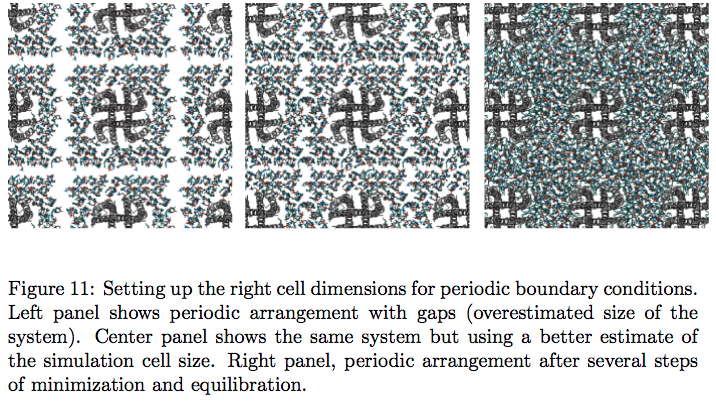 Figure 11: Setting up the right cell dimensions for periodic boundary conditions.
Left panel shows periodic arrangement with gaps (overestimated size of the
system). Center panel shows the same system but using a better estimate of
the simulation cell size. Right panel, periodic arrangement after several steps
of minimization and equilibration.